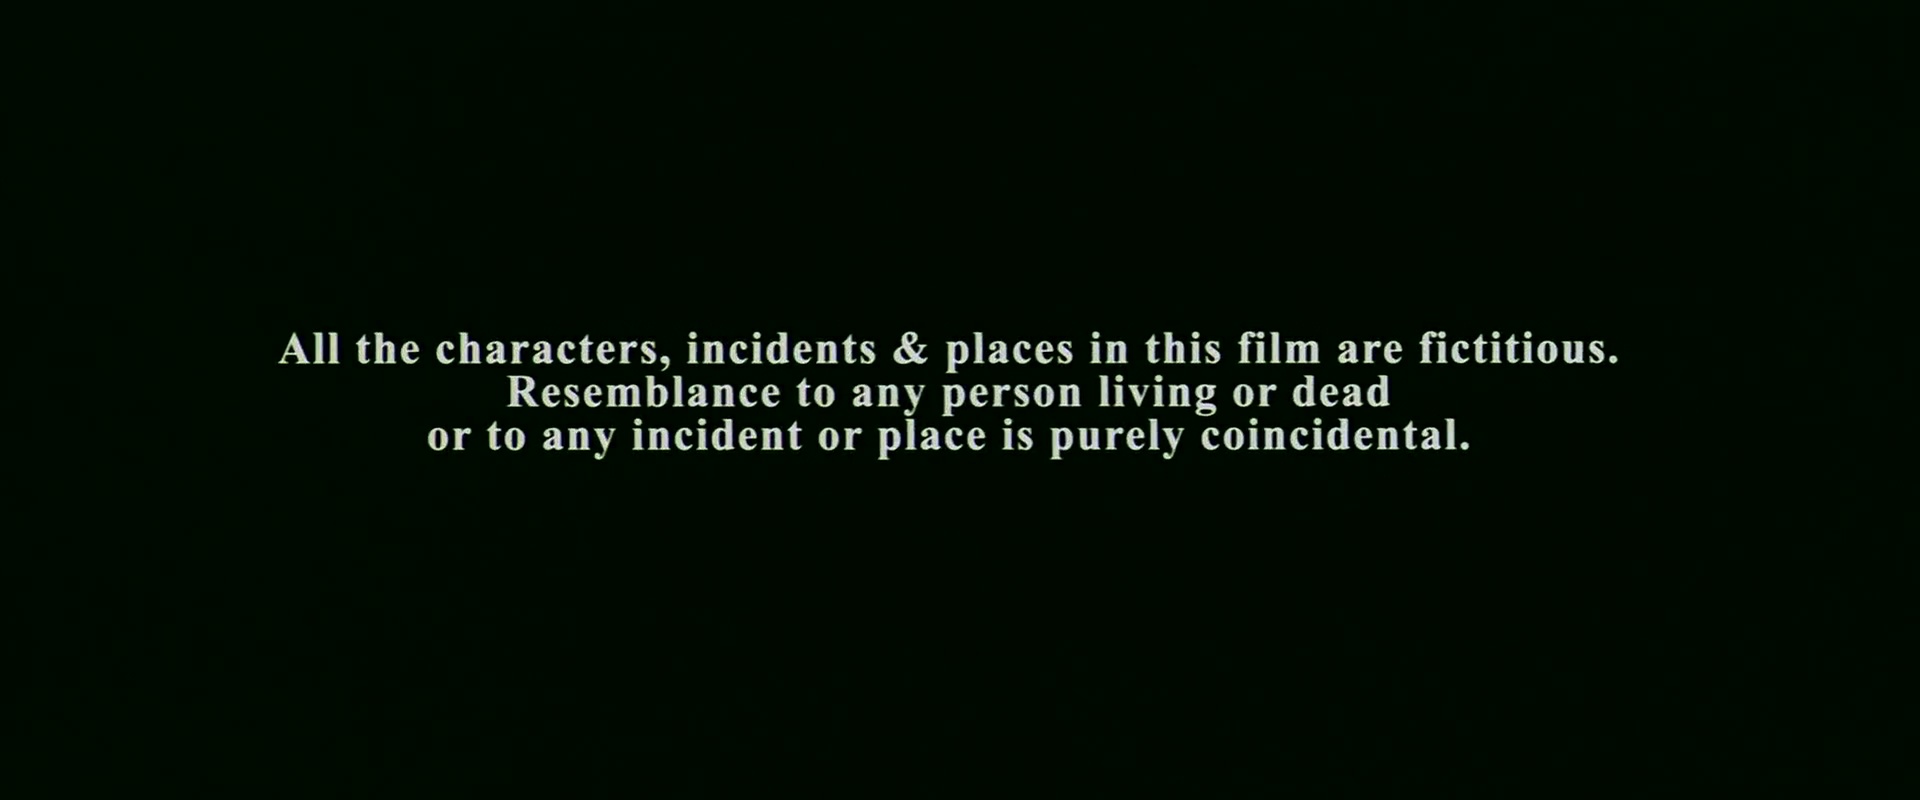 All the characters, incidents & places in this film are fictitious.
Resemblance to any person living or dead
or to any incident or place is purely coincidental.